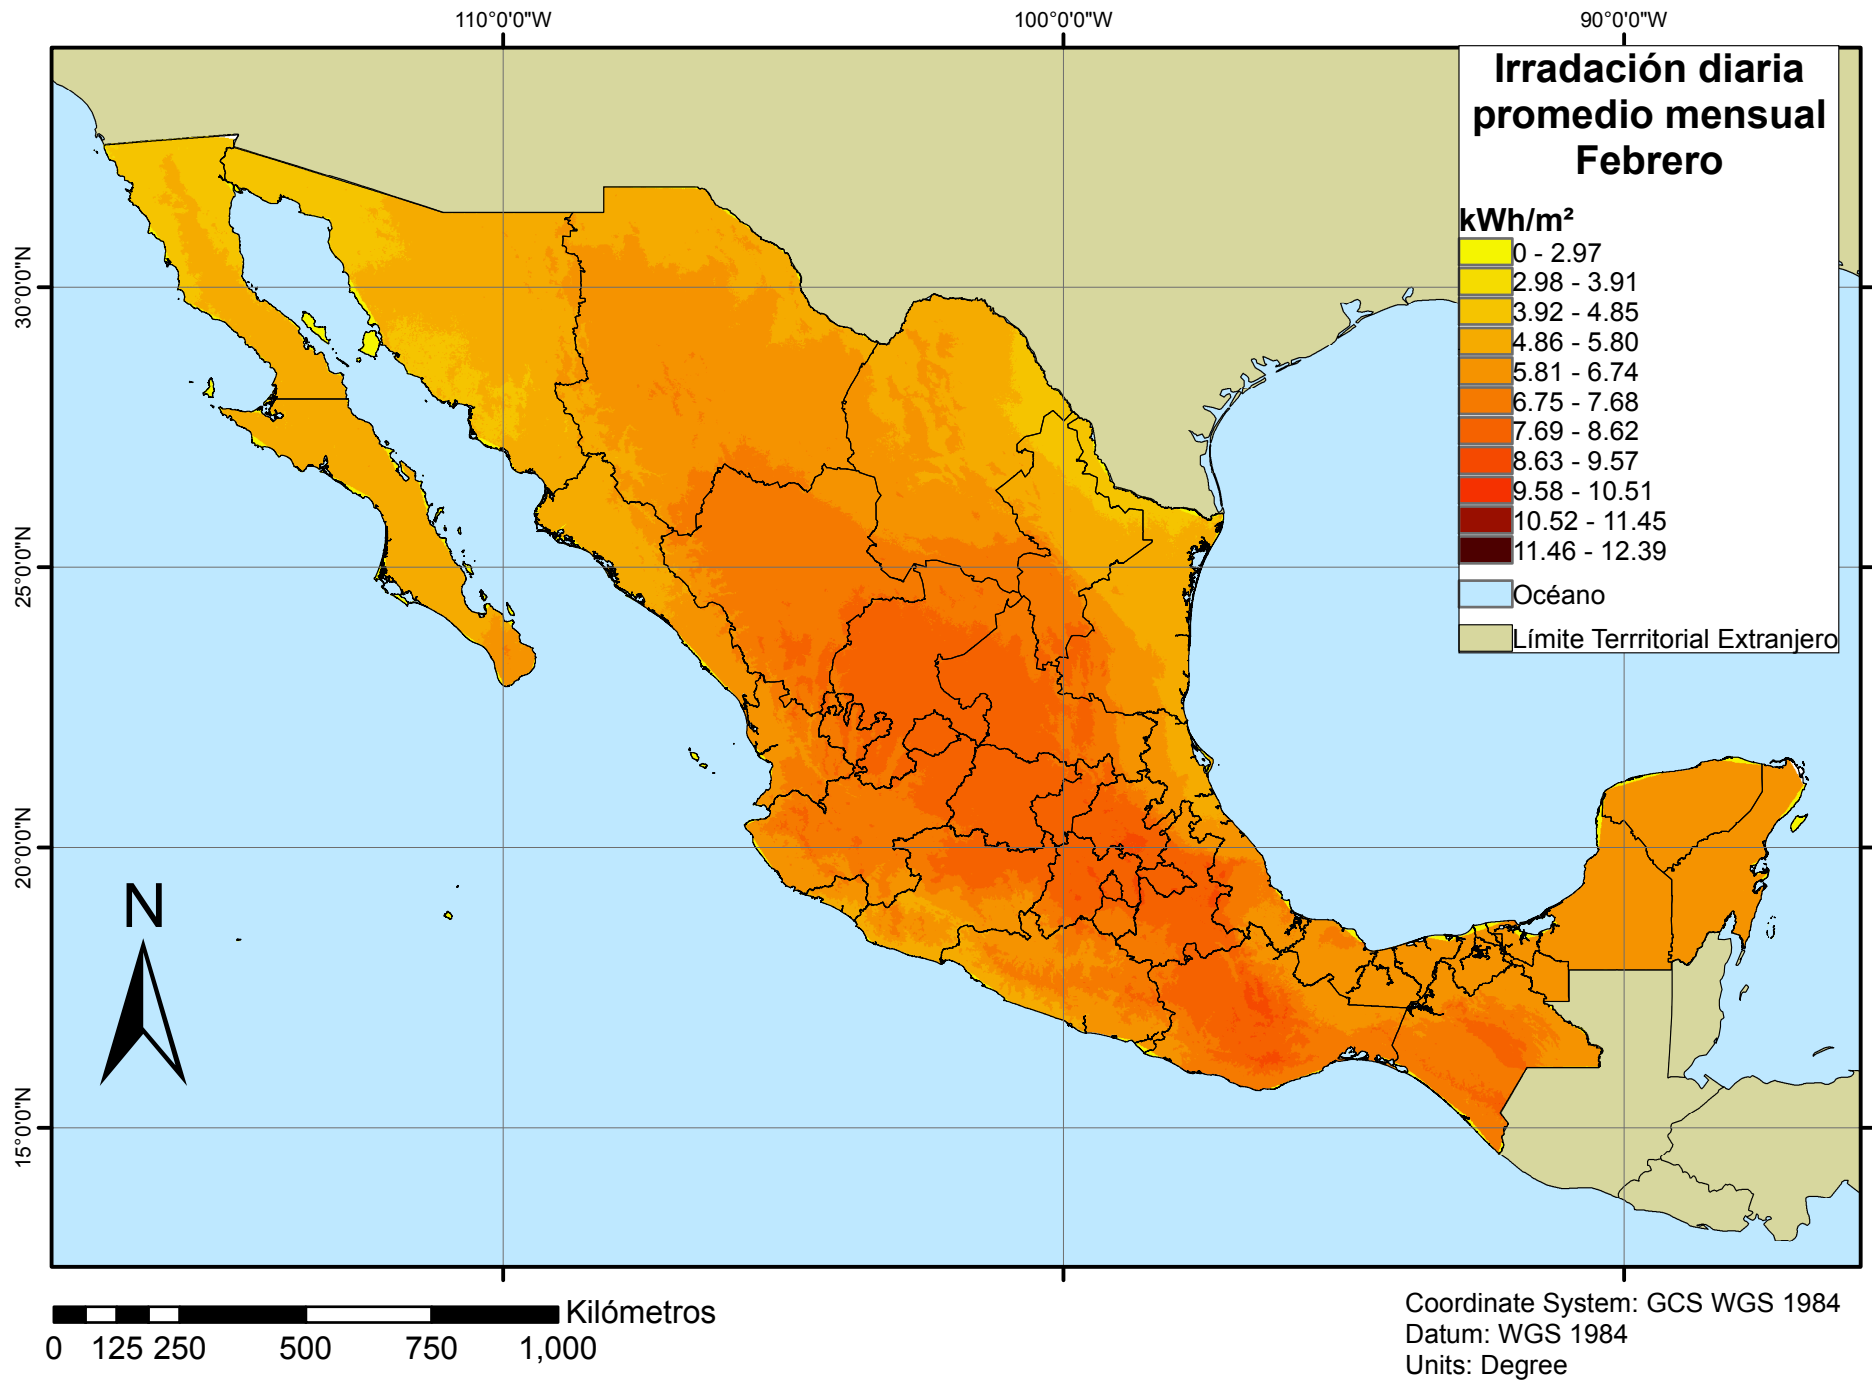 110°0'0"W
100°0'0"W
90°0'0"W
Irradación diaria
promedio mensual
Febrero
kWh/m²
0 - 2.97
2.98 - 3.91
3.92 - 4.85
4.86 - 5.80
5.81 - 6.74
6.75 - 7.68
7.69 - 8.62
8.63 - 9.57
9.58 - 10.51
10.52 - 11.45
11.46 - 12.39
Océano
Límite Terrritorial Extranjero
30°0'0"N
25°0'0"N
20°0'0"N
15°0'0"N
N
Kilómetros
0 125 250 500 750 1,000
Coordinate System: GCS WGS 1984
Datum: WGS 1984
Units: Degree